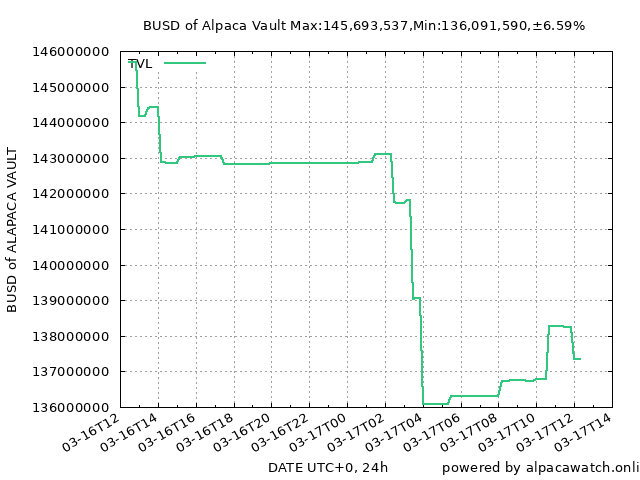 BUSD of Alpaca Vault Max:145,693,537,Min:136,091,590,±6.59%
TVL
BUSD of ALAPACA VAULT
146000000
145000000
144000000
143000000
142000000
141000000
140000000
139000000
138000000
137000000
136000000
03-16T12
03-16T14
03-16T16
03-16T18
03-16T20
03-16T22
03-17T00
03-17T02
03-17T04
03-17T06
03-17T08
03-17T10
03-17T12
03-17T14
DATE UTC+0, 24h
powered by alpacawatch.onli